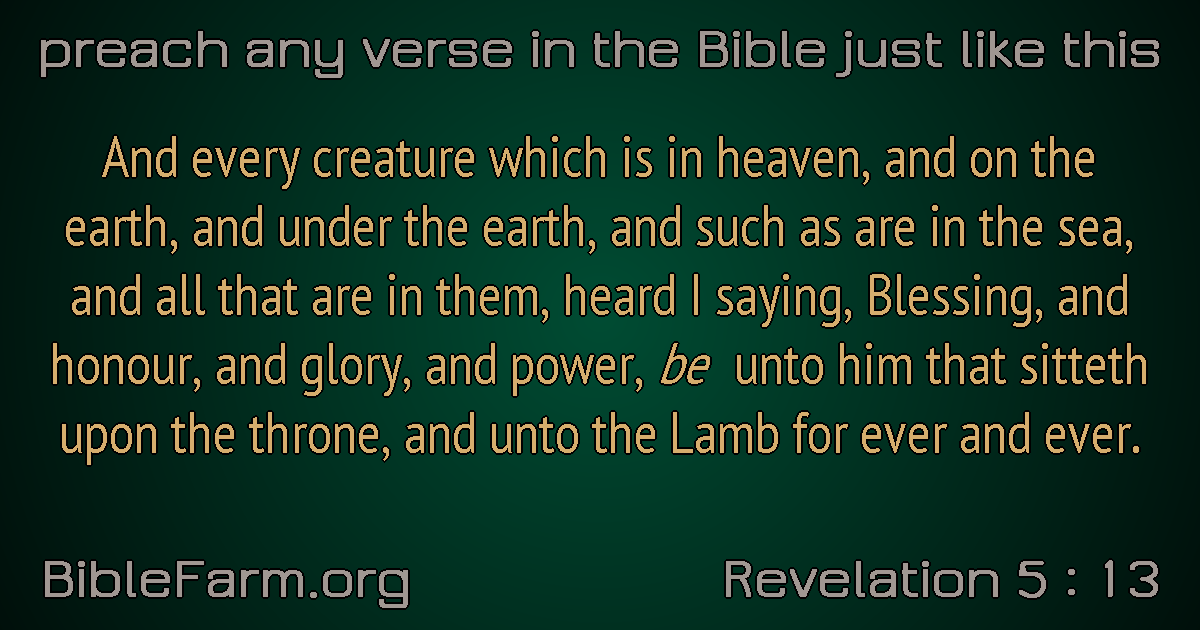 preach any verse in the Bible just like this
And every creature which is in heaven, and on the
earth, and under the earth, and such as are in the sea,
and all that are in them, heard I saying, Blessing, and
honour, and glory, and power, be unto him that sitteth
upon the throne, and unto the Lamb for ever and ever.
BibleFarm.org
Revelation 5 : 13